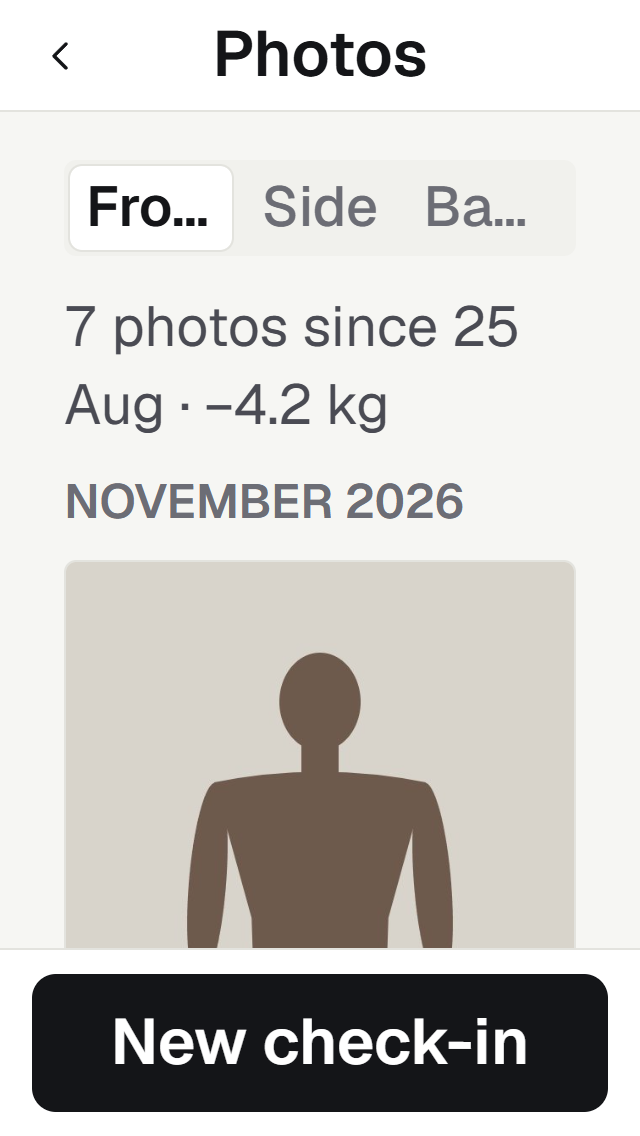 Photos
Fro...
Side
Ba...
7 photos since 25
Aug · −4.2 kg
NOVEMBER 2026
New check-in